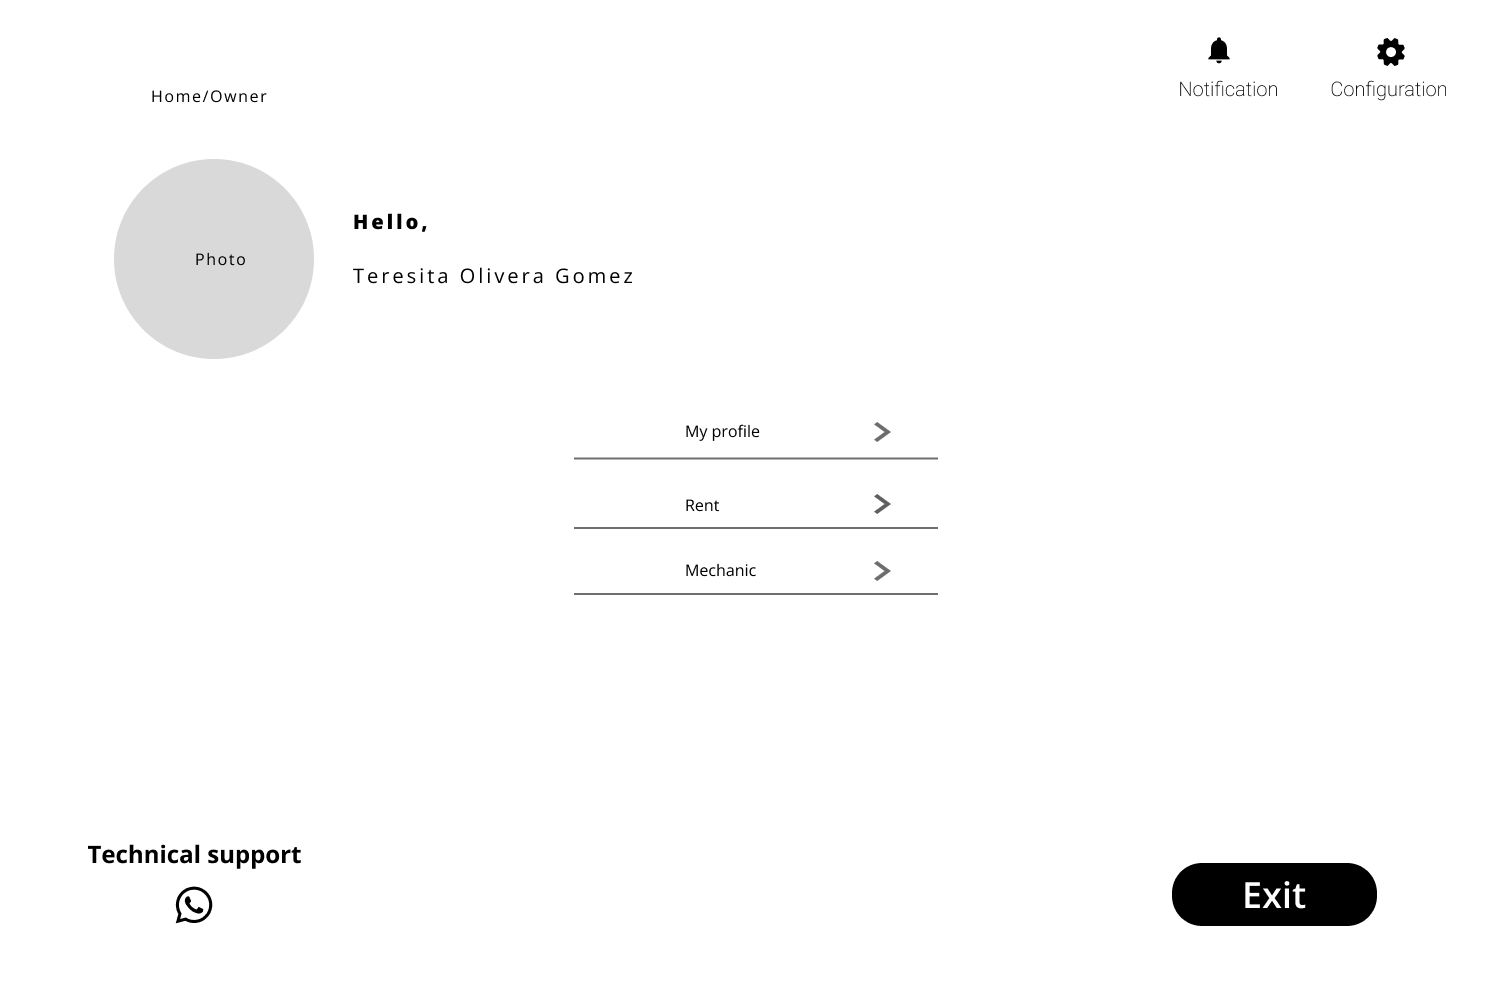 Notification
Configuration
Home/Owner
Photo
Hello,
Teresita Olivera Gomez
My profile
Rent
Mechanic
Technical support
Exit